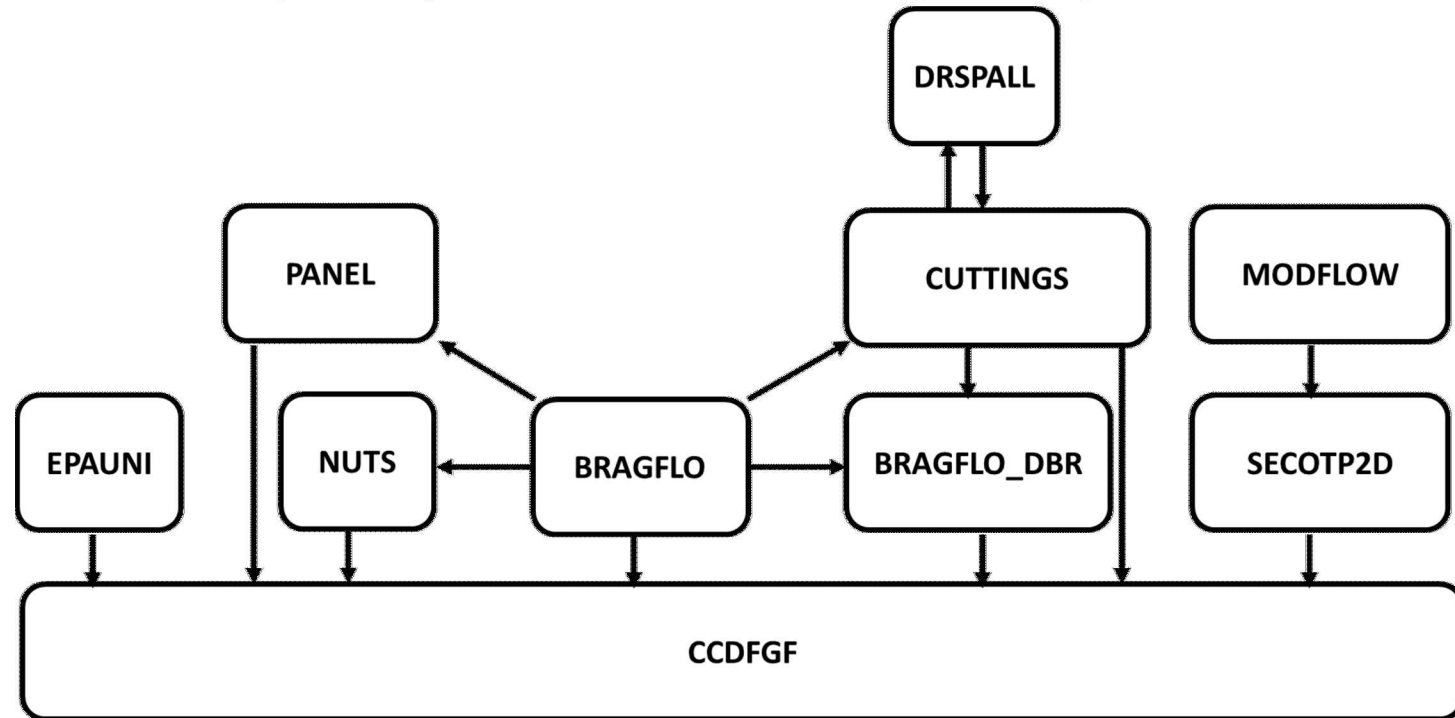 DRSPALL
PANEL
CUTTINGS
MODFLOW
EPAUNI
NUTS
BRAGFLO
BRAGFLO_DBR
SECOTP2D
CCDFGF